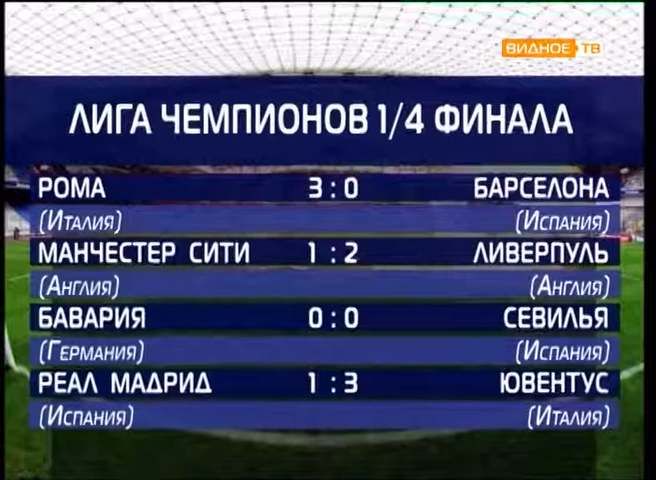 ВИДНОЕ ТВ
ЛИГА ЧЕМПИОНОВ 1/4 ФИНАЛА
РОМА 3:0 БАРСЕЛОНА
(Италия) (Испания)
МАНЧЕСТЕР СИТИ 1:2 ЛИВЕРПУЛЬ
(Англия) (Англия)
БАВАРИЯ 0:0 СЕВИЛЬЯ
(Германия) (Испания)
РЕАЛ МАДРИД 1:3 ЮВЕНТУС
(Испания) (Италия)